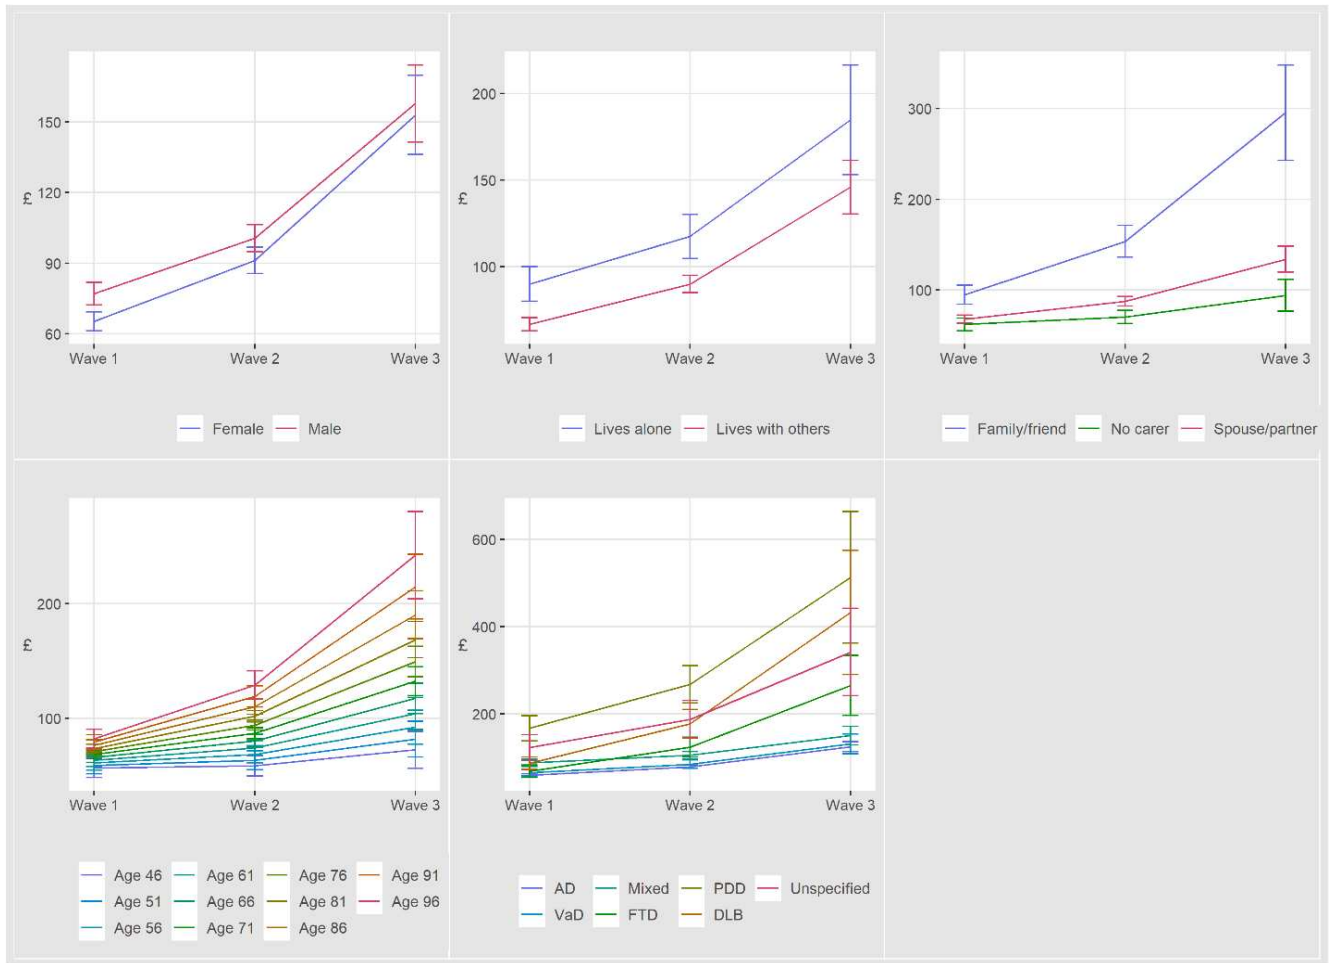 150
120
90
60
£
Wave 1 Wave 2 Wave 3
Female Male
200
150
100
£
Wave 1 Wave 2 Wave 3
Lives alone Lives with others
300
200
100
£
Wave 1 Wave 2 Wave 3
Family/friend No carer Spouse/partner
200
100
£
Wave 1 Wave 2 Wave 3
Age 46 Age 61 Age 76 Age 91
Age 51 Age 66 Age 81 Age 96
Age 56 Age 71 Age 86
600
400
200
£
Wave 1 Wave 2 Wave 3
AD Mixed PDD Unspecified
VaD FTD DLB